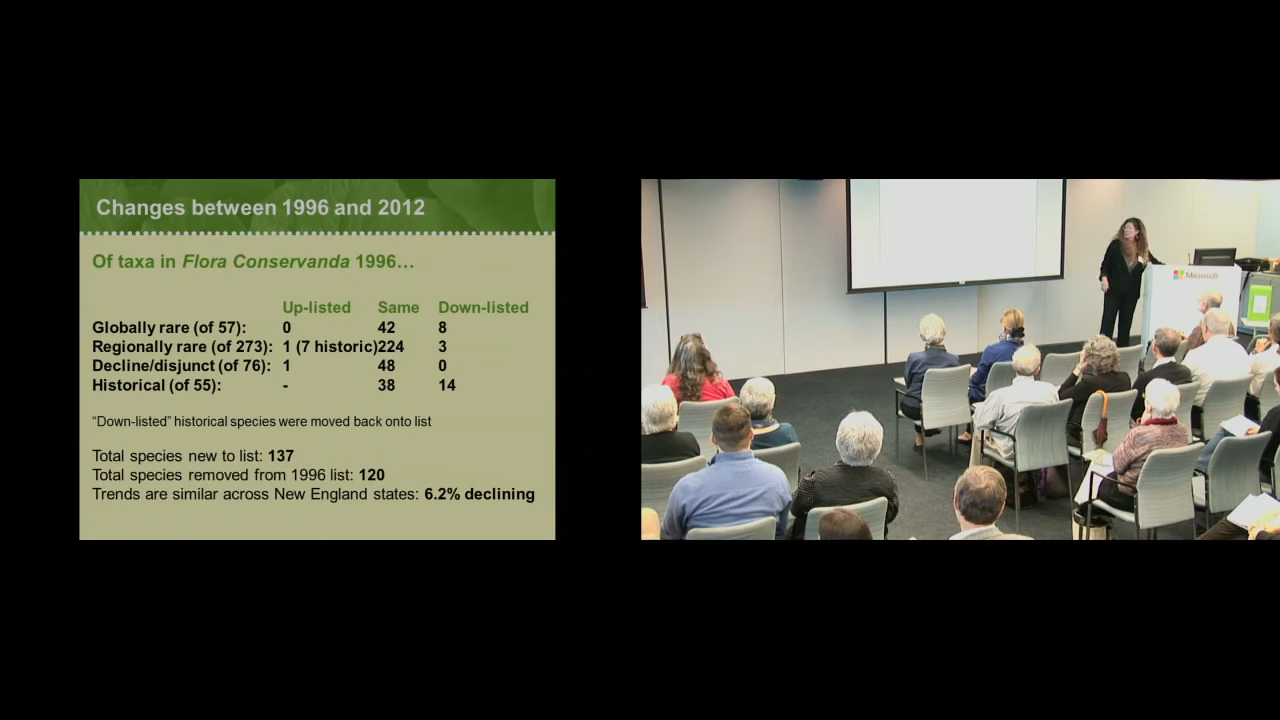 Changes between 1996 and 2012
Of taxa in Flora Conservanda 1996…
Up-listed Same Down-listed
Globally rare (of 57): 0 42 8
Regionally rare (of 273): 1 (7 historic) 224 3
Decline/disjunct (of 76): 1 48 0
Historical (of 55): - 38 14
“Down-listed” historical species were moved back onto list
Total species new to list: 137
Total species removed from 1996 list: 120
Trends are similar across New England states: 6.2% declining
Microsoft